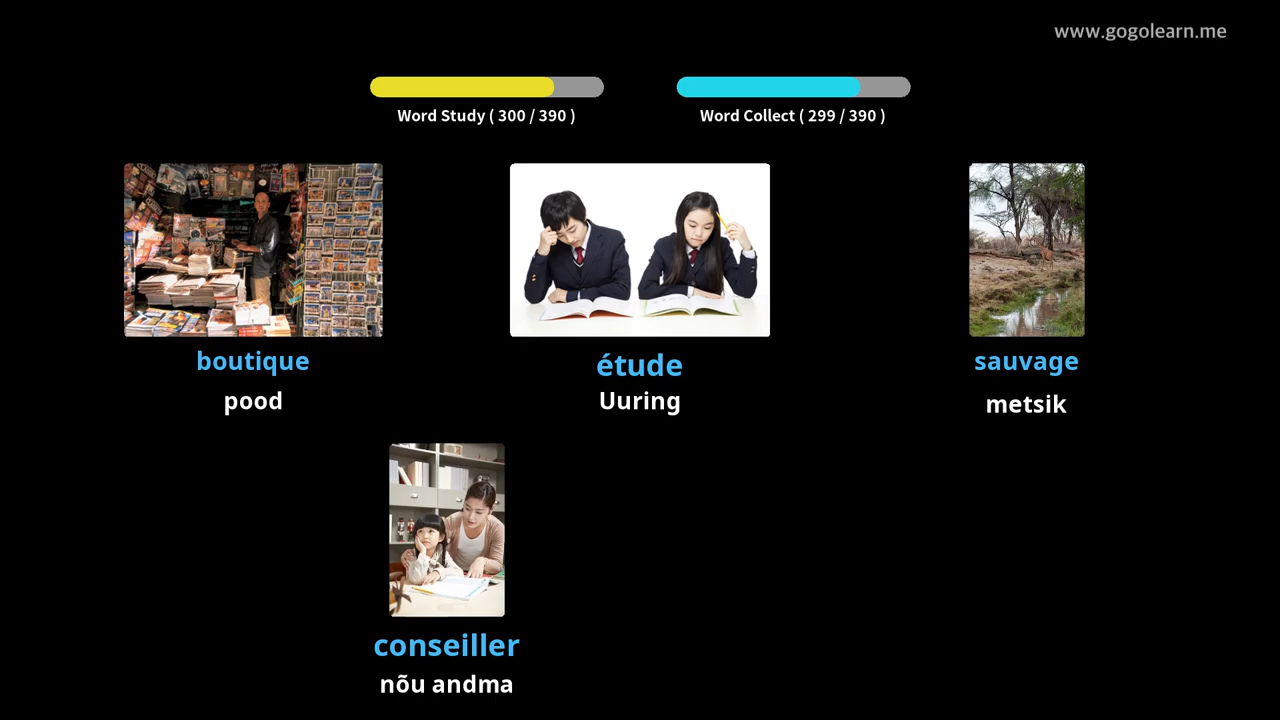 www.gogolearn.me
Word Study ( 300 / 390 )
Word Collect ( 299 / 390 )
boutique
pood
étude
Uuring
sauvage
metsik
conseiller
nõu andma